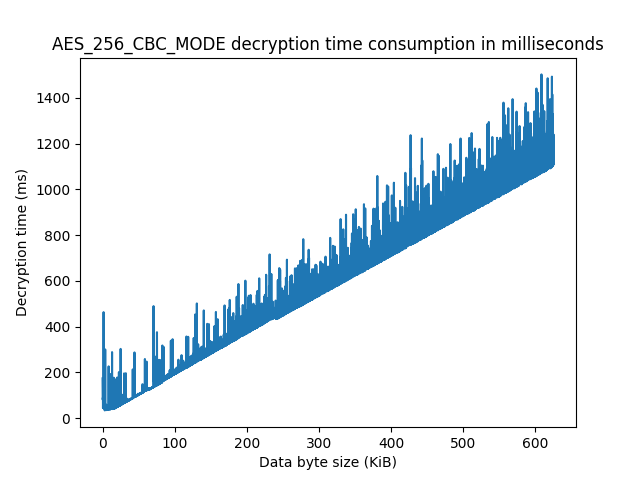 AES_256_CBC_MODE decryption time consumption in milliseconds
1400
1200
1000
800
600
400
200
0
Decryption time (ms)
0 100 200 300 400 500 600
Data byte size (KiB)